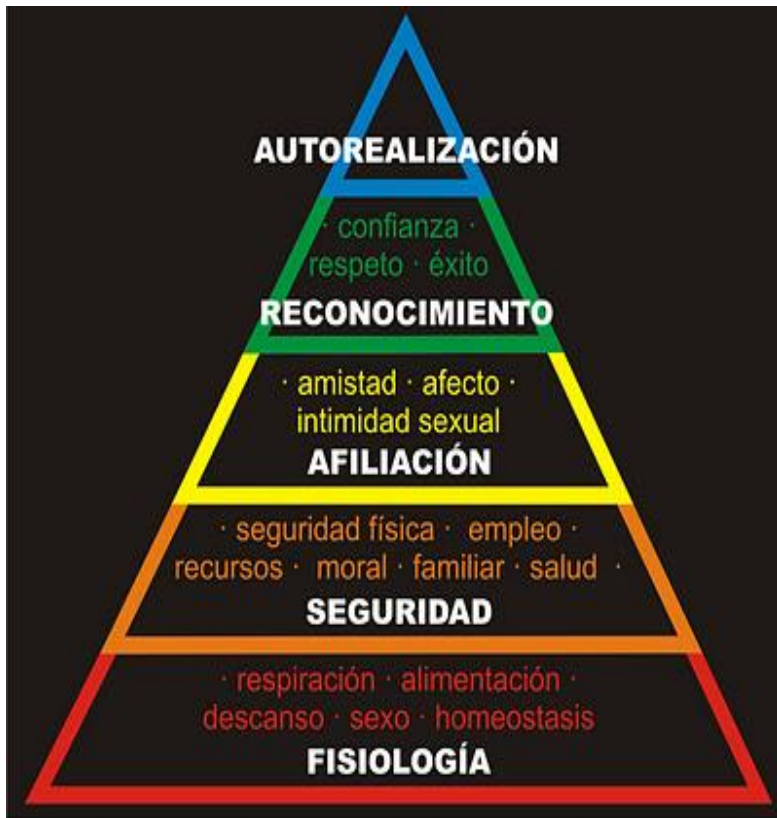 AUTOREALIZACIÓN
· confianza ·
respeto · éxito
RECONOCIMIENTO
· amistad · afecto ·
intimidad sexual
AFILIACIÓN
· seguridad física · empleo ·
recursos · moral · familiar · salud ·
SEGURIDAD
· respiración · alimentación ·
descanso · sexo · homeostasis
FISIOLOGÍA